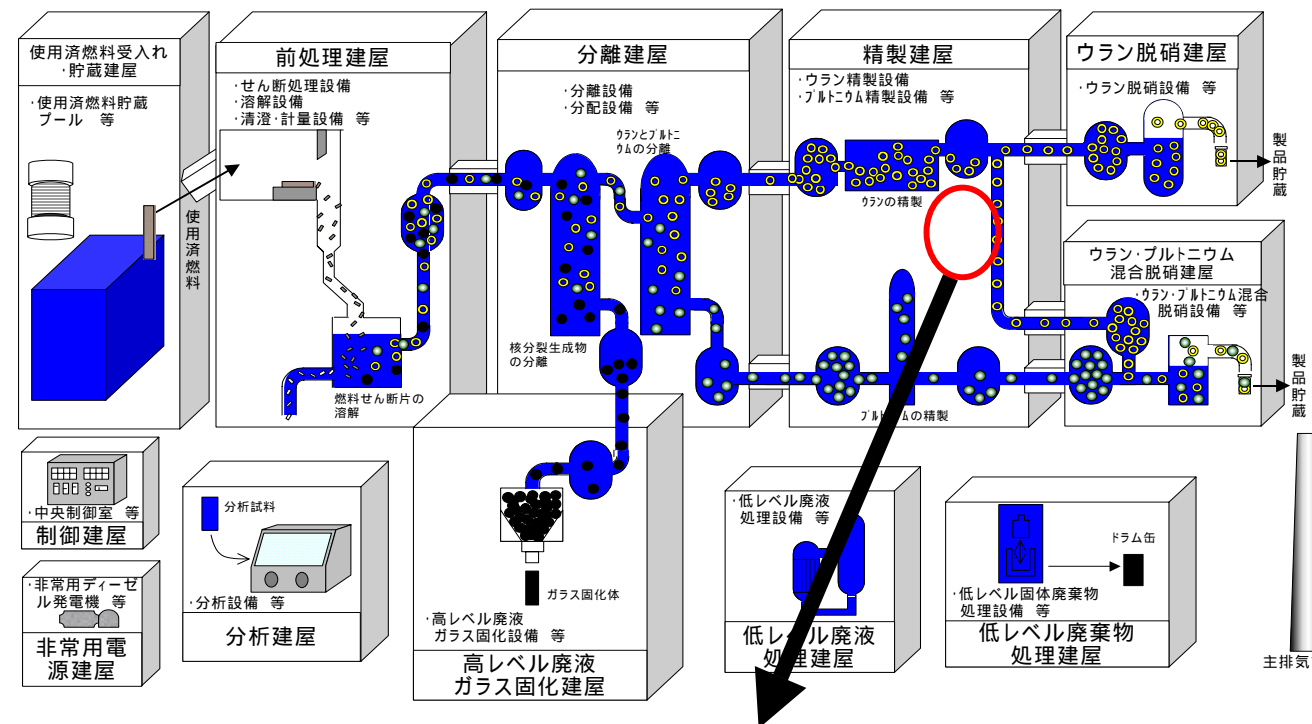 使用済燃料受入れ
・貯蔵建屋
・使用済燃料貯蔵
プール 等
使用済燃料
前処理建屋
・せん断処理設備
・溶解設備
・清澄・計量設備 等
燃料せん断片の
溶解
分離建屋
・分離設備
・分配設備 等
ウランとプルトニ
ウムの分離
核分裂生成物
の分離
精製建屋
・ウラン精製設備
・プルトニウム精製設備 等
ウランの精製
プルトニウムの精製
ウラン脱硝建屋
・ウラン脱硝設備 等
製品貯蔵
ウラン・プルトニウム
混合脱硝建屋
・ウラン・プルトニウム混合
脱硝設備 等
製品貯蔵
・中央制御室 等
制御建屋
・非常用ディーゼ
ル発電機 等
非常用電
源建屋
分析試料
・分析設備 等
分析建屋
ガラス固化体
・高レベル廃液
ガラス固化設備 等
高レベル廃液
ガラス固化建屋
・低レベル廃液
処理設備 等
低レベル廃液
処理建屋
ドラム缶
・低レベル固体廃棄物
処理設備 等
低レベル廃棄物
処理建屋
主排気